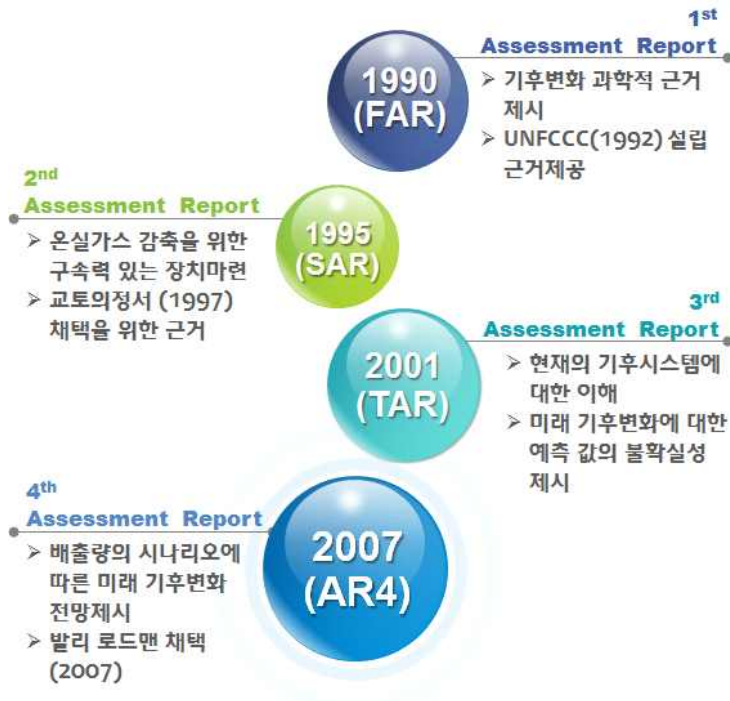 1st
Assessment Report
1990
(FAR)
➢ 기후변화 과학적 근거
제시
➢ UNFCCC(1992) 설립
근거제공
2nd
Assessment Report
1995
(SAR)
➢ 온실가스 감축을 위한
구속력 있는 장치마련
➢ 교토의정서 (1997)
채택을 위한 근거
3rd
Assessment Report
2001
(TAR)
➢ 현재의 기후시스템에
대한 이해
➢ 미래 기후변화에 대한
예측 값의 불확실성
제시
4th
Assessment Report
2007
(AR4)
➢ 배출량의 시나리오에
따른 미래 기후변화
전망제시
➢ 발리 로드맨 채택
(2007)